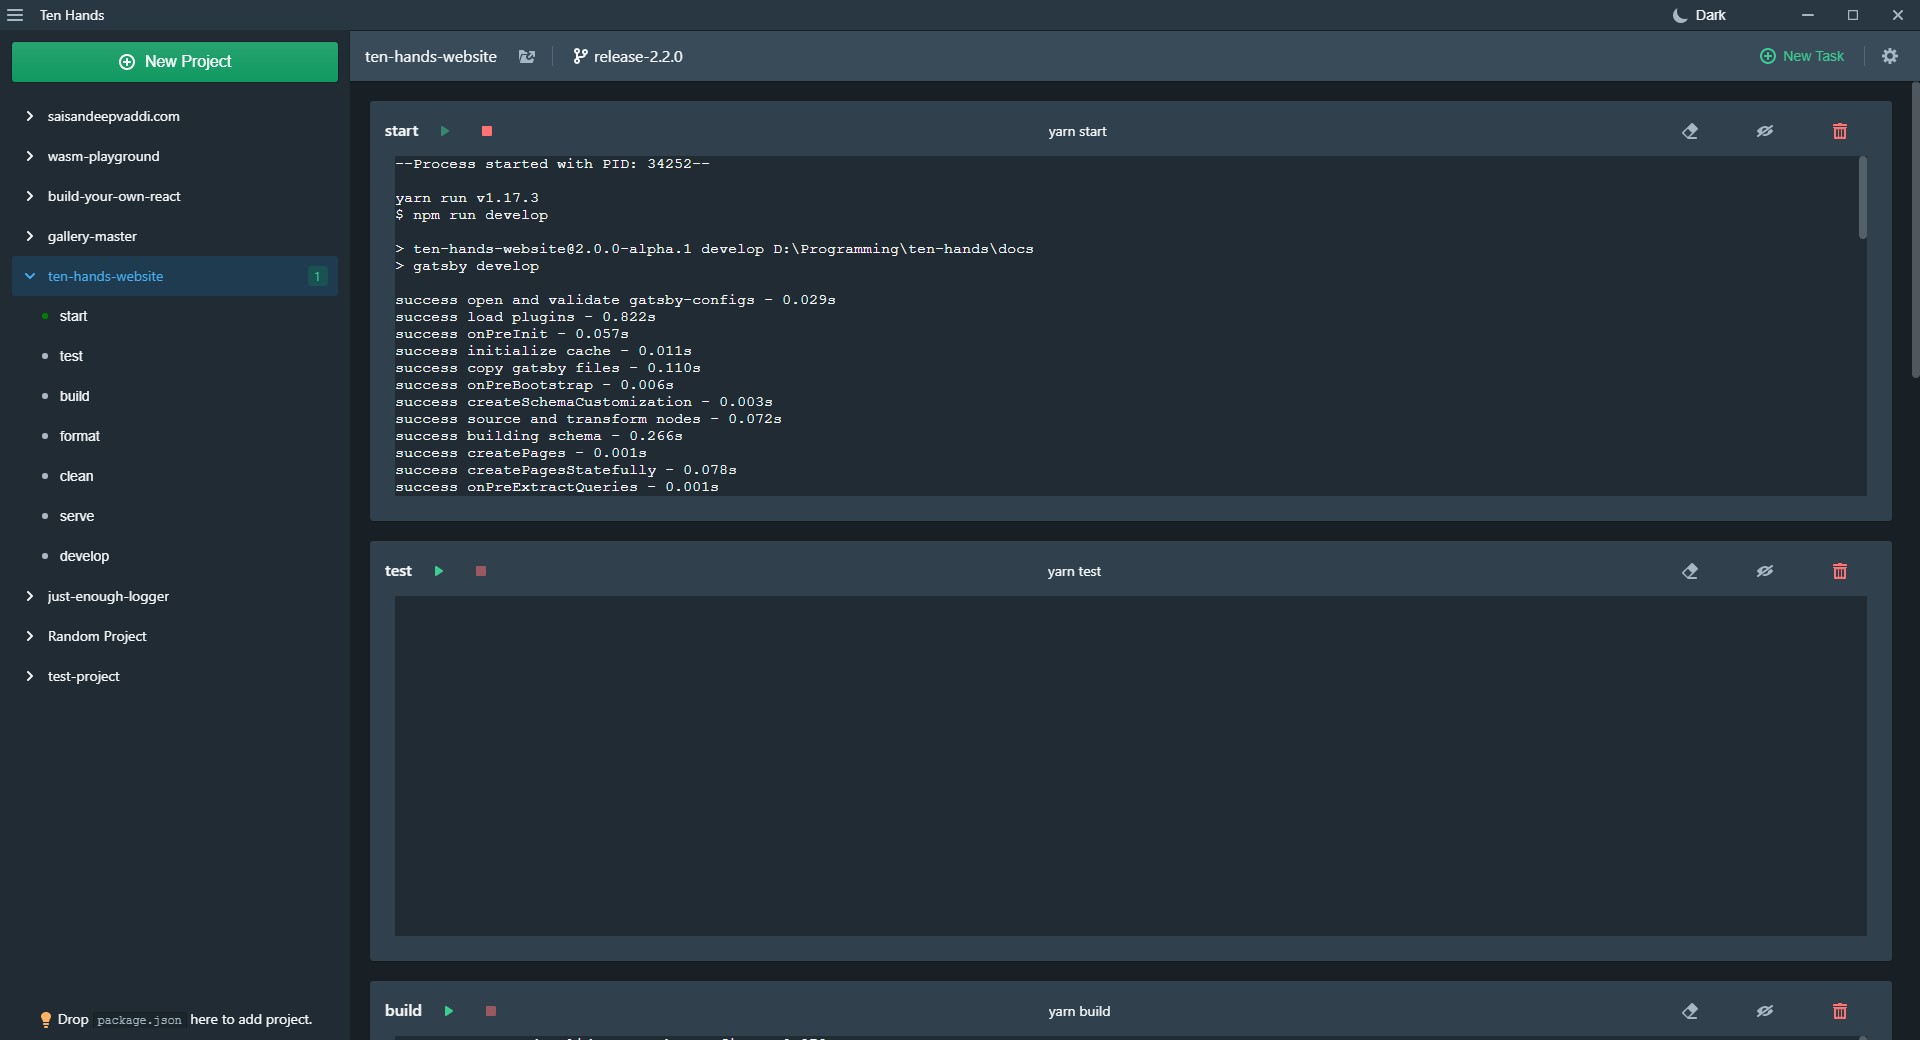 Ten Hands
Dark
New Project
saisandeepvaddi.com
wasm-playground
build-your-own-react
gallery-master
ten-hands-website
1
start
test
build
format
clean
serve
develop
just-enough-logger
Random Project
test-project
Drop package.json here to add project.
ten-hands-website
release-2.2.0
New Task
start
yarn start
--Process started with PID: 34252--
yarn run v1.17.3
$ npm run develop
> ten-hands-website@2.0.0-alpha.1 develop D:\Programming\ten-hands\docs
> gatsby develop
success open and validate gatsby-configs - 0.029s
success load plugins - 0.822s
success onPreInit - 0.057s
success initialize cache - 0.011s
success copy gatsby files - 0.110s
success onPreBootstrap - 0.006s
success createSchemaCustomization - 0.003s
success source and transform nodes - 0.072s
success building schema - 0.266s
success createPages - 0.001s
success createPagesStatefully - 0.078s
success onPreExtractQueries - 0.001s
test
yarn test
build
yarn build